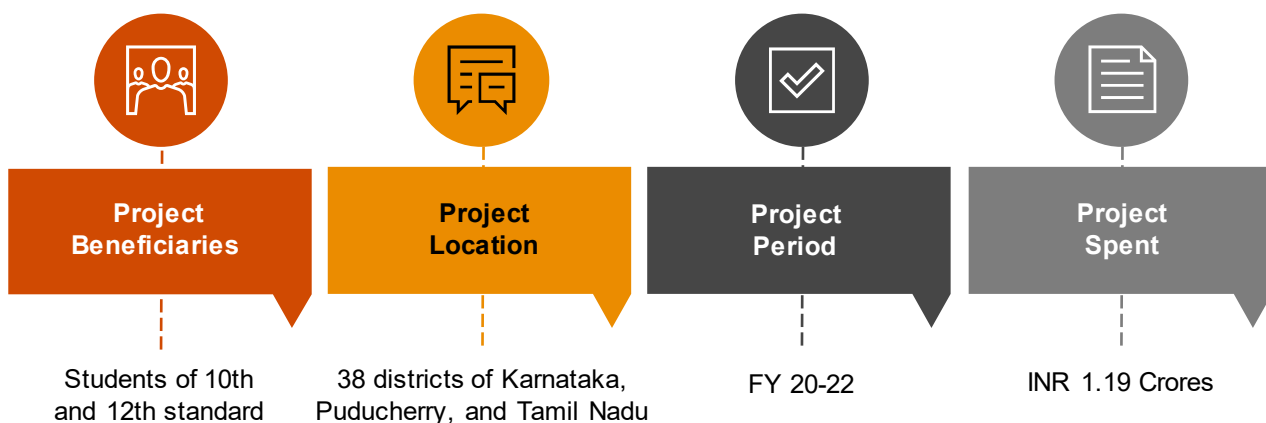 Project
Beneficiaries
Students of 10th
and 12th standard
Project
Location
38 districts of Karnataka,
Puducherry, and Tamil Nadu
Project
Period
FY 20-22
Project
Spent
INR 1.19 Crores